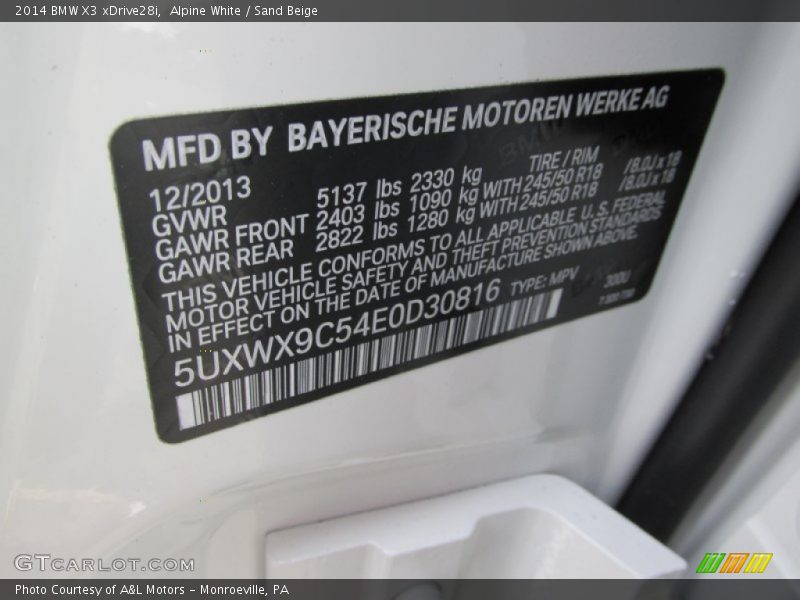 2014 BMW X3 xDrive28i, Alpine White / Sand Beige
MFD BY BAYERISCHE MOTOREN WERKE AG
12/2013 TIRE / RIM
GVWR 5137 lbs 2330 kg
GAWR FRONT 2403 lbs 1090 kg WITH 245/50 R18 /8.0J x 18
GAWR REAR 2822 lbs 1280 kg WITH 245/50 R18 /8.0J x 18
THIS VEHICLE CONFORMS TO ALL APPLICABLE U. S. FEDERAL
MOTOR VEHICLE SAFETY AND THEFT PREVENTION STANDARDS
IN EFFECT ON THE DATE OF MANUFACTURE SHOWN ABOVE.
5UXWX9C54E0D30816 TYPE: MPV 300U
GTCARLOT.COM
Photo Courtesy of A&L Motors – Monroeville, PA